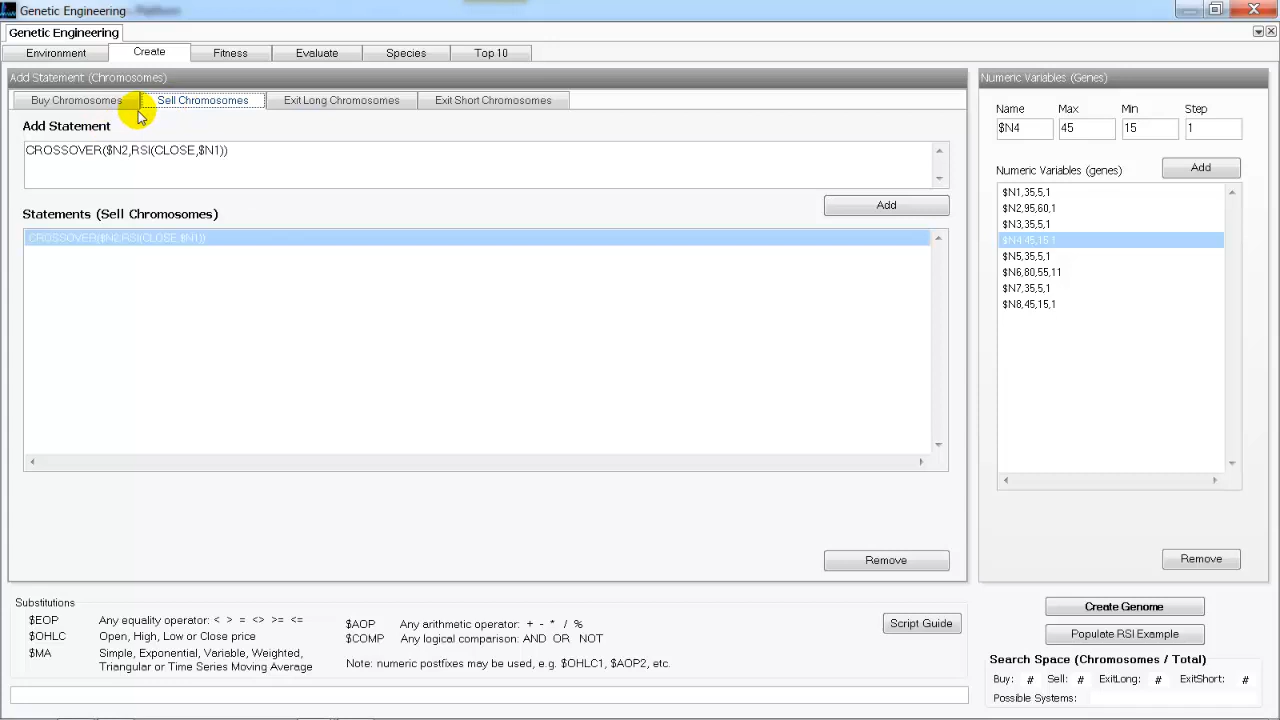 Genetic Engineering
Genetic Engineering
Environment Create Fitness Evaluate Species Top 10
Add Statement (Chromosomes)
Buy Chromosomes Sell Chromosomes Exit Long Chromosomes Exit Short Chromosomes
Add Statement
CROSSOVER($N2,RSI(CLOSE,$N1))
Add
Statements (Sell Chromosomes)
CROSSOVER($N2,RSI(CLOSE,$N1))
Remove
Numeric Variables (Genes)
Name Max Min Step
$N4 45 15 1
Numeric Variables (genes) Add
$N1,35,5,1
$N2,95,60,1
$N3,35,5,1
$N4,45,15,1
$N5,35,5,1
$N6,80,55,11
$N7,35,5,1
$N8,45,15,1
Remove
Substitutions
$EOP Any equality operator: < > = <> >= <=
$OHLC Open, High, Low or Close price
$MA Simple, Exponential, Variable, Weighted,
Triangular or Time Series Moving Average
$AOP Any arithmetic operator: + - * / %
$COMP Any logical comparison: AND OR NOT
Note: numeric postfixes may be used, e.g. $OHLC1, $AOP2, etc.
Script Guide
Create Genome
Populate RSI Example
Search Space (Chromosomes / Total)
Buy: # Sell: # ExitLong: # ExitShort: #
Possible Systems: